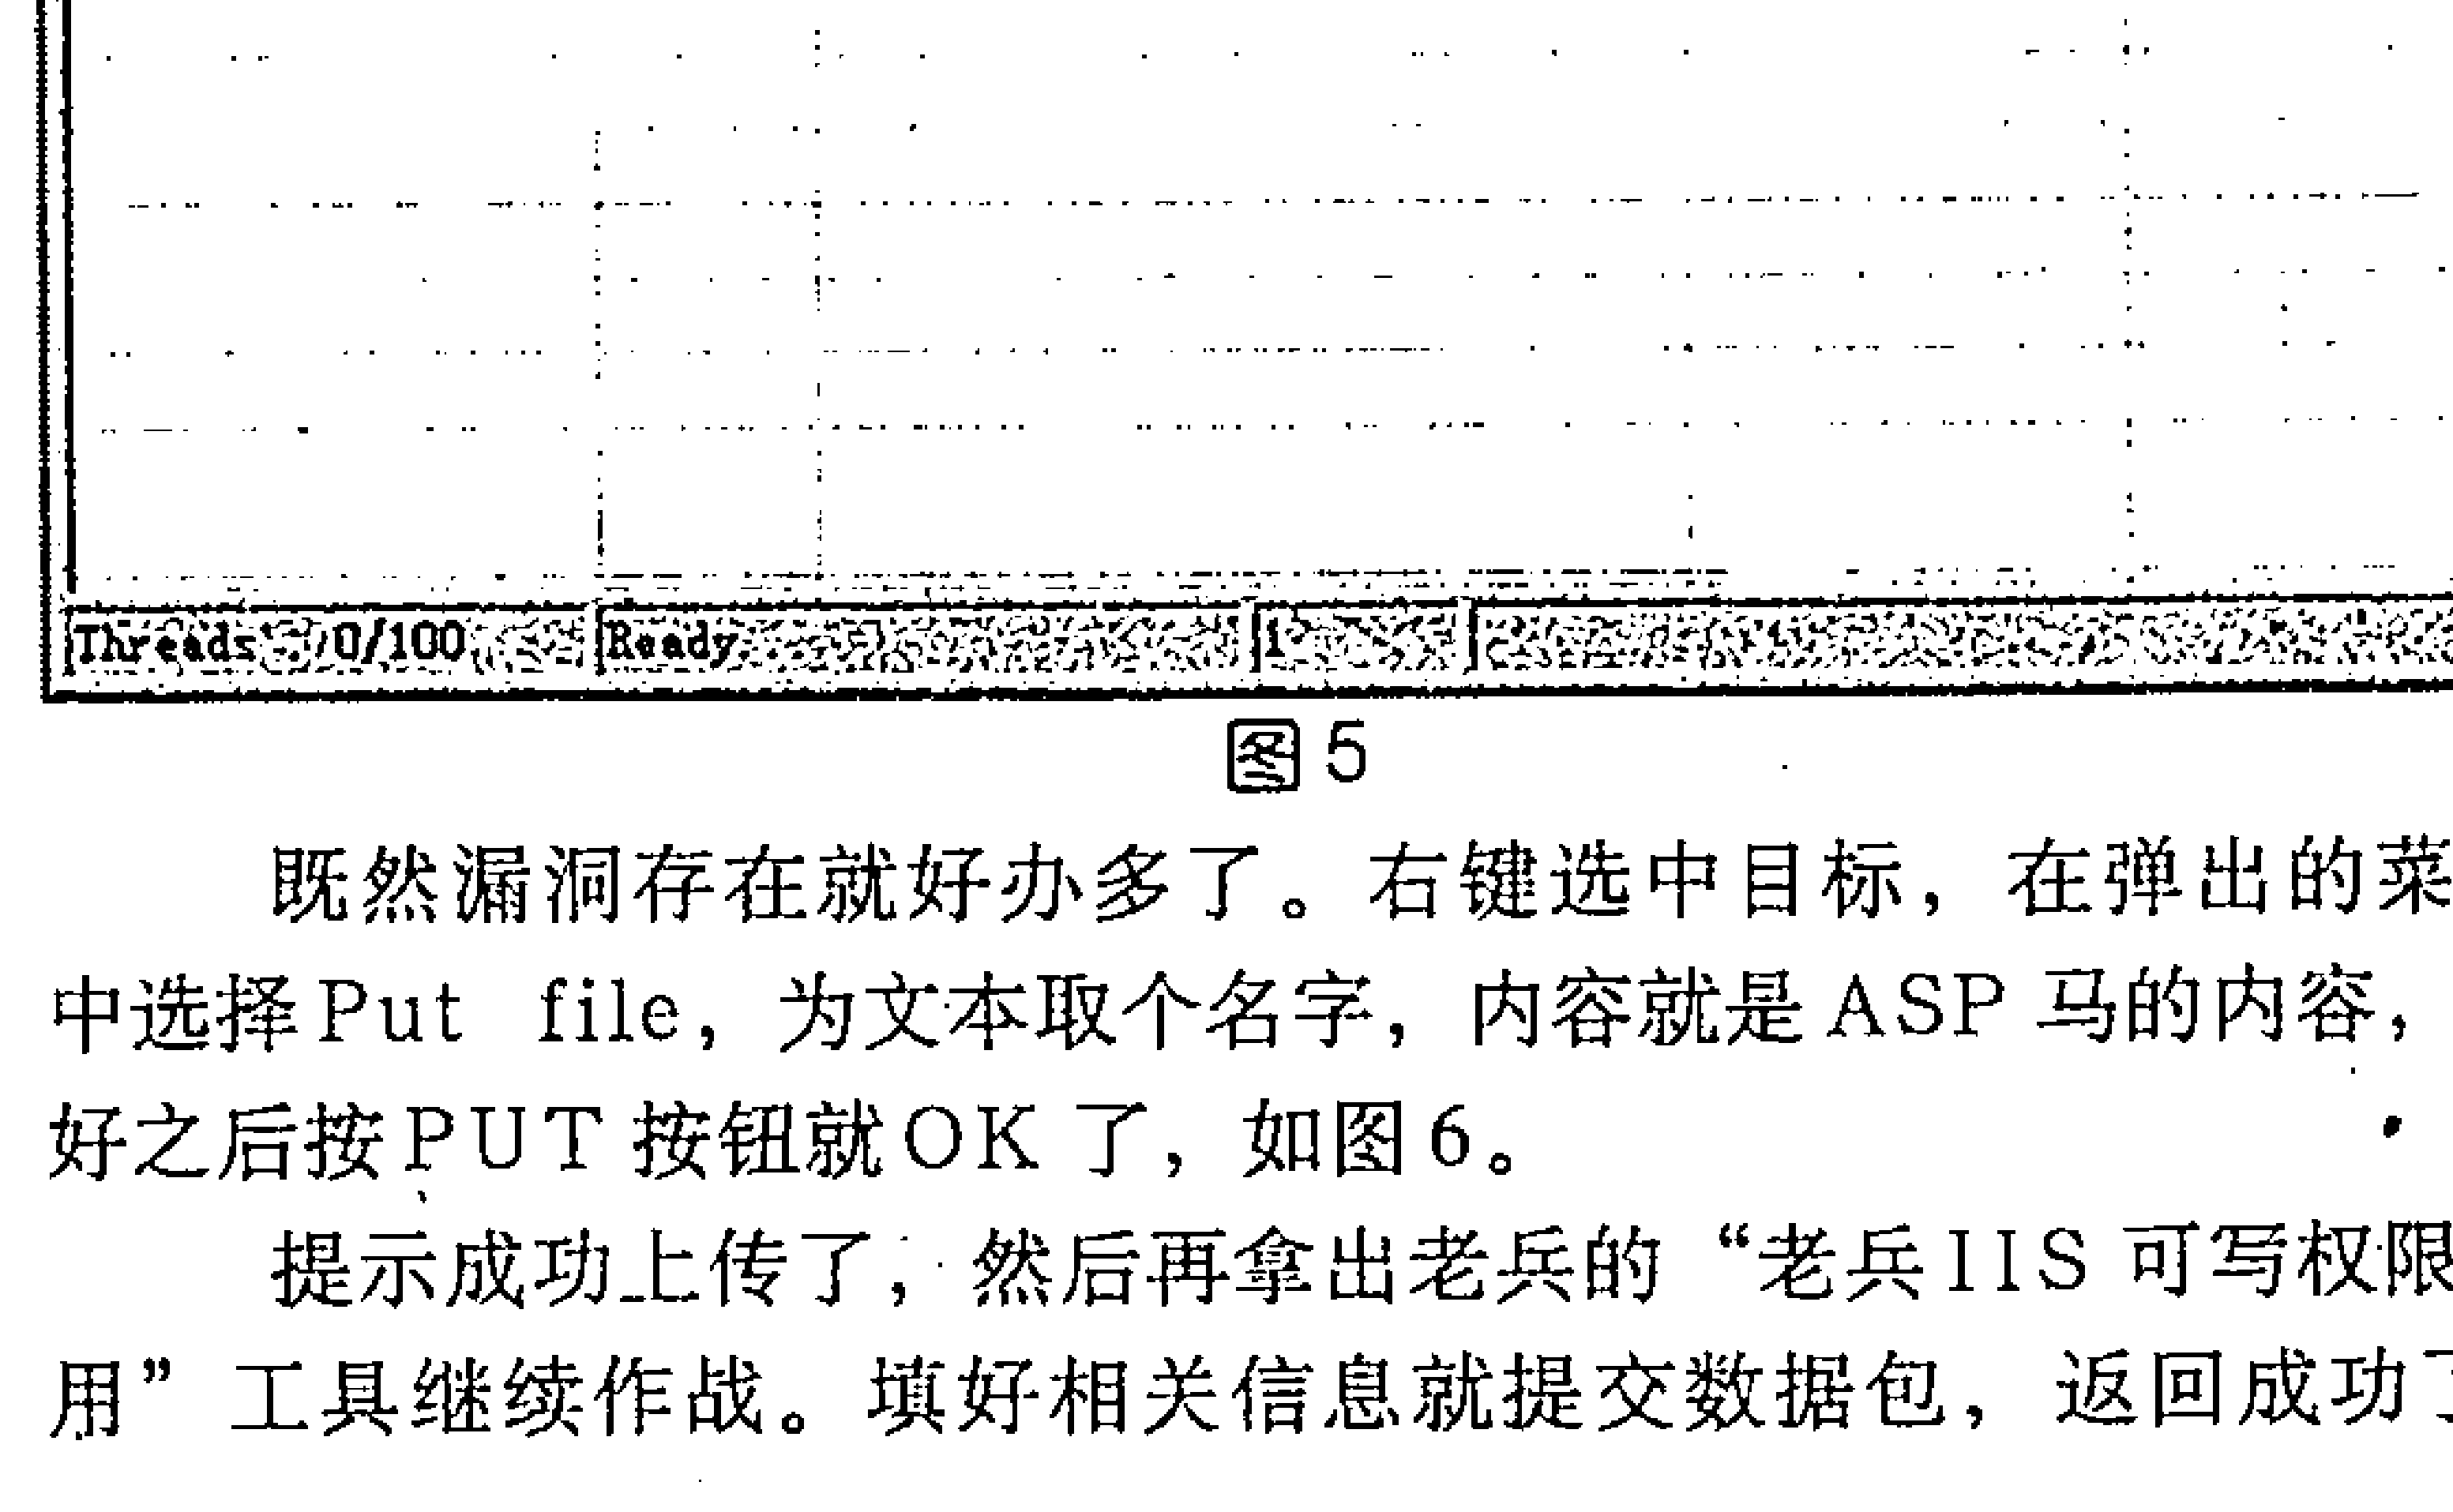 Threads 0/100 Ready 1
图5
既然漏洞存在就好办多了。右键选中目标，在弹出的菜
中选择Put file，为文本取个名字，内容就是ASP马的内容，
好之后按PUT按钮就OK了，如图6。
提示成功上传了，然后再拿出老兵的“老兵IIS可写权限
用”工具继续作战。填好相关信息就提交数据包，返回成功了